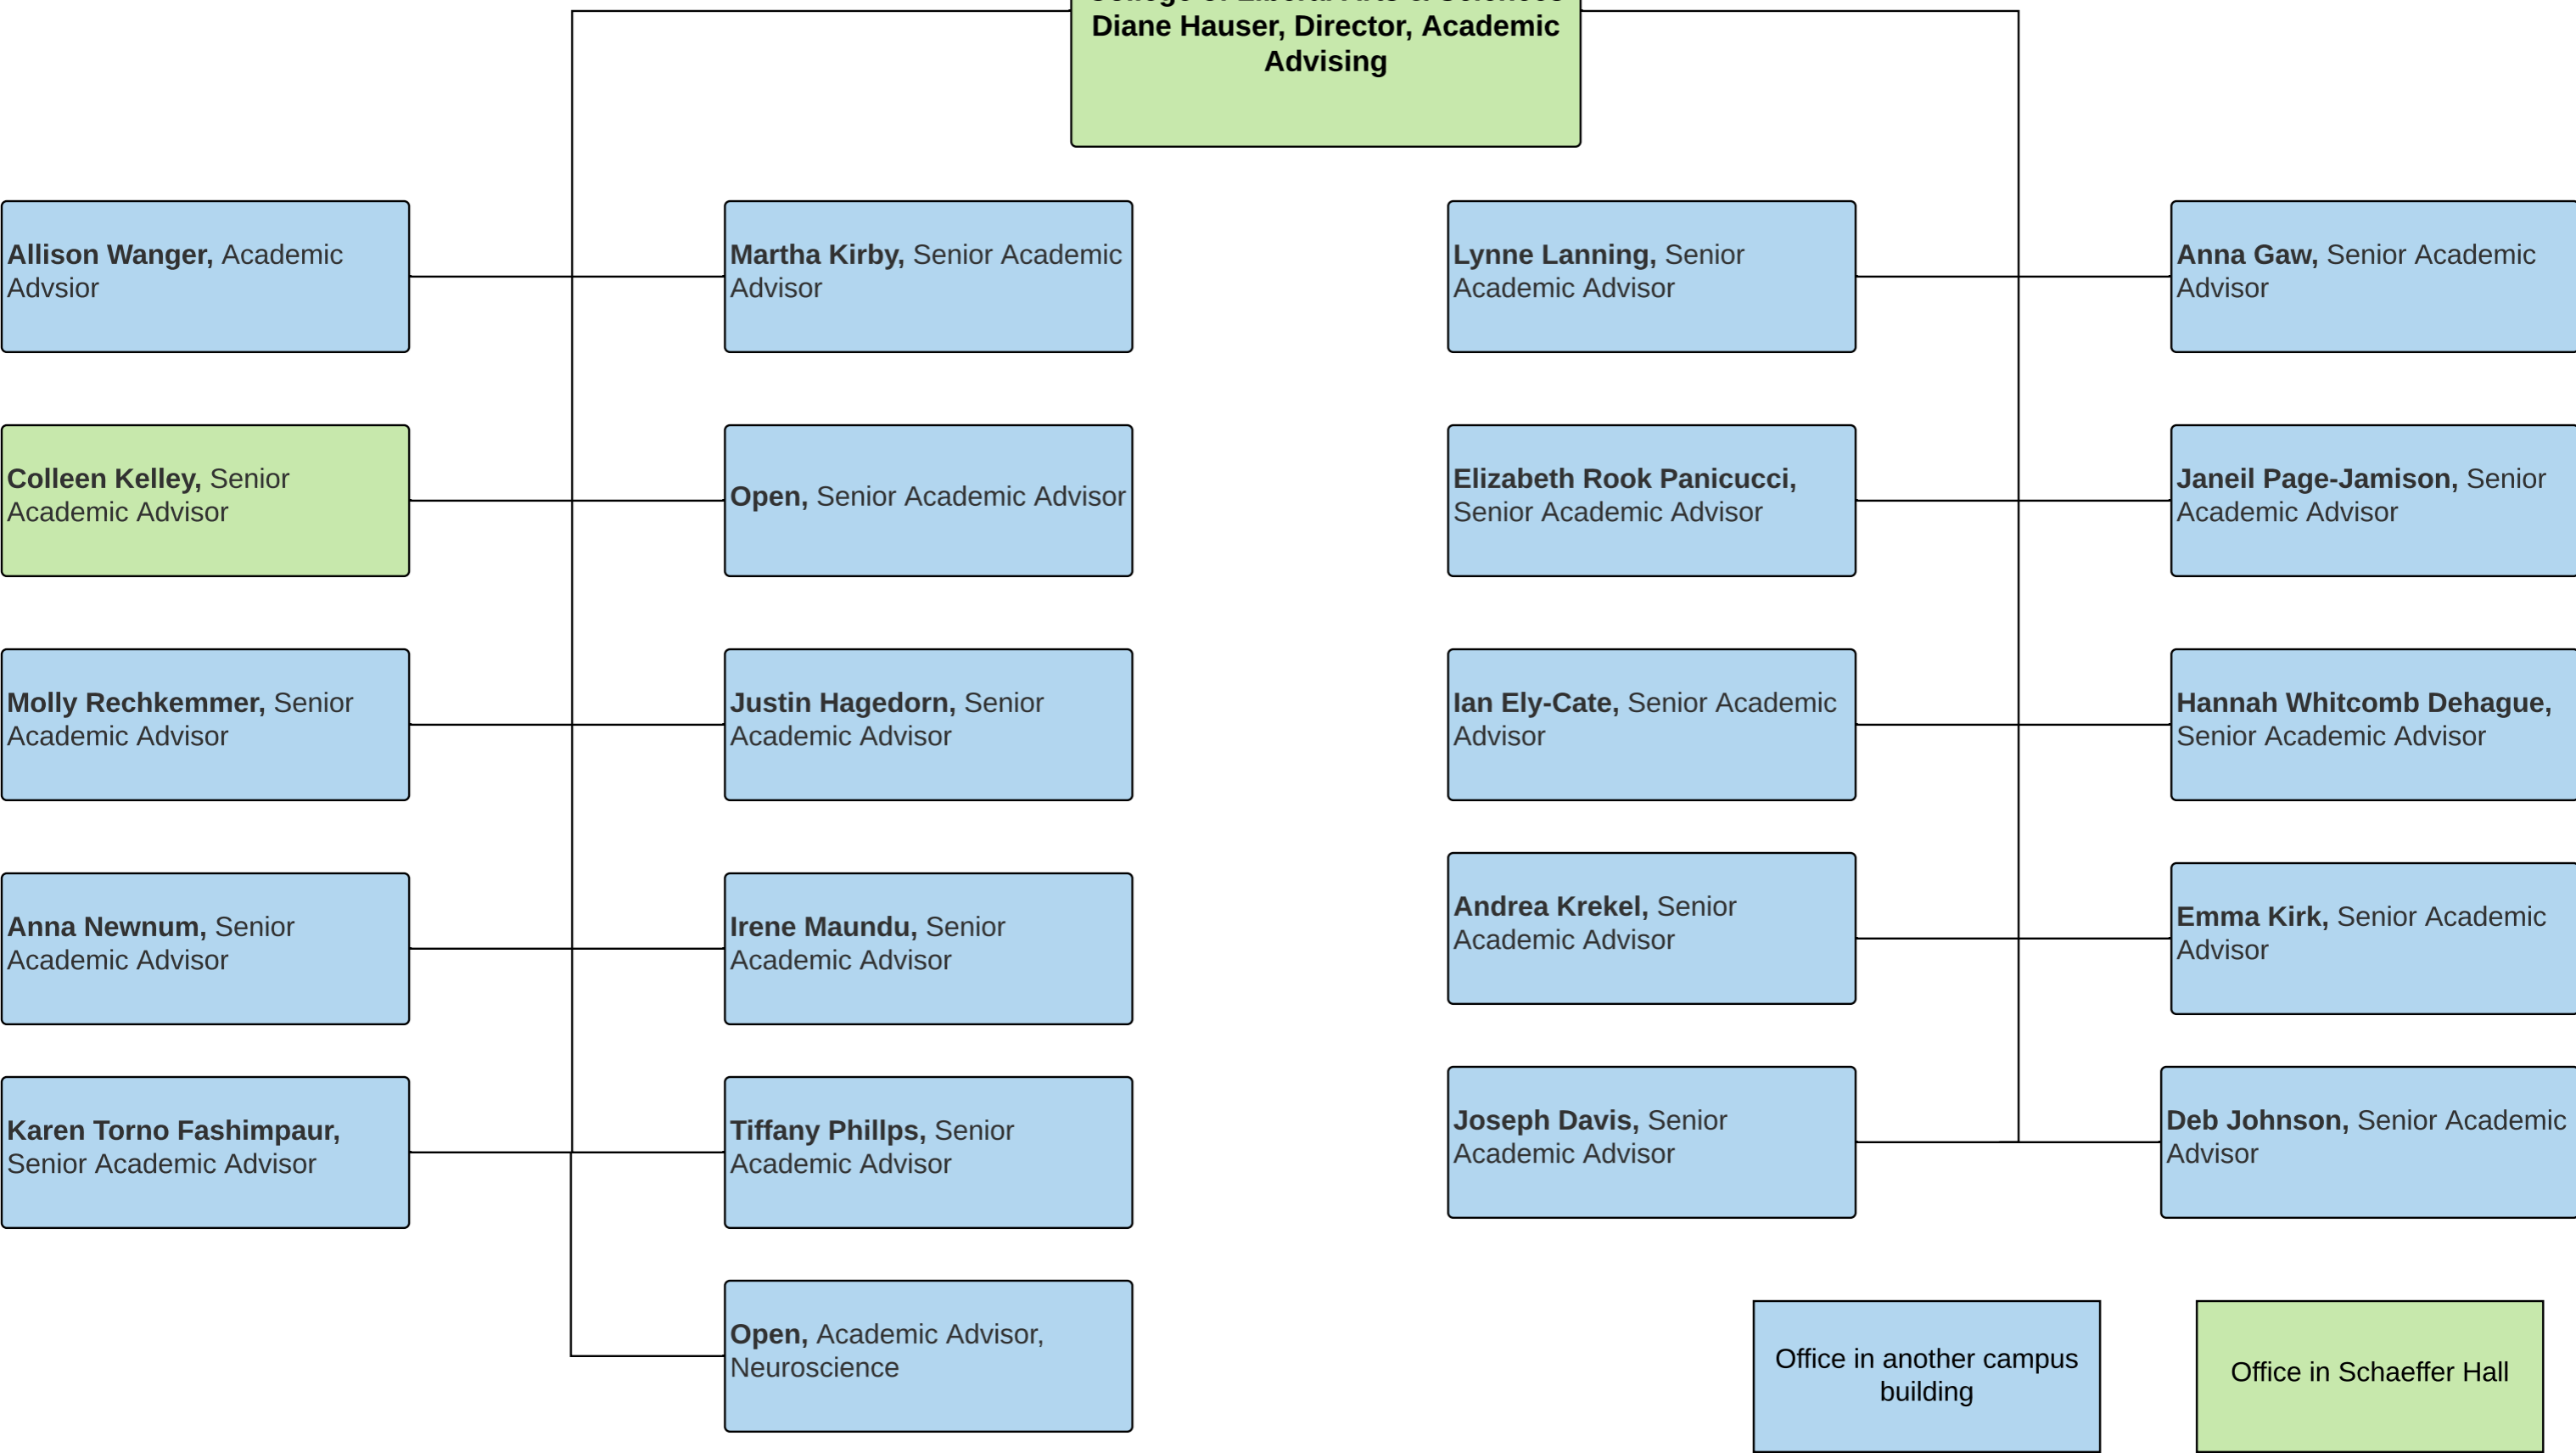 Diane Hauser, Director, Academic
Advising
Allison Wanger, Academic
Advsior
Martha Kirby, Senior Academic
Advisor
Lynne Lanning, Senior
Academic Advisor
Anna Gaw, Senior Academic
Advisor
Colleen Kelley, Senior
Academic Advisor
Open, Senior Academic Advisor
Elizabeth Rook Panicucci,
Senior Academic Advisor
Janeil Page-Jamison, Senior
Academic Advisor
Molly Rechkemmer, Senior
Academic Advisor
Justin Hagedorn, Senior
Academic Advisor
Ian Ely-Cate, Senior Academic
Advisor
Hannah Whitcomb Dehague,
Senior Academic Advisor
Anna Newnum, Senior
Academic Advisor
Irene Maundu, Senior
Academic Advisor
Andrea Krekel, Senior
Academic Advisor
Emma Kirk, Senior Academic
Advisor
Karen Torno Fashimpaur,
Senior Academic Advisor
Tiffany Phillps, Senior
Academic Advisor
Joseph Davis, Senior
Academic Advisor
Deb Johnson, Senior Academic
Advisor
Open, Academic Advisor,
Neuroscience
Office in another campus
building
Office in Schaeffer Hall